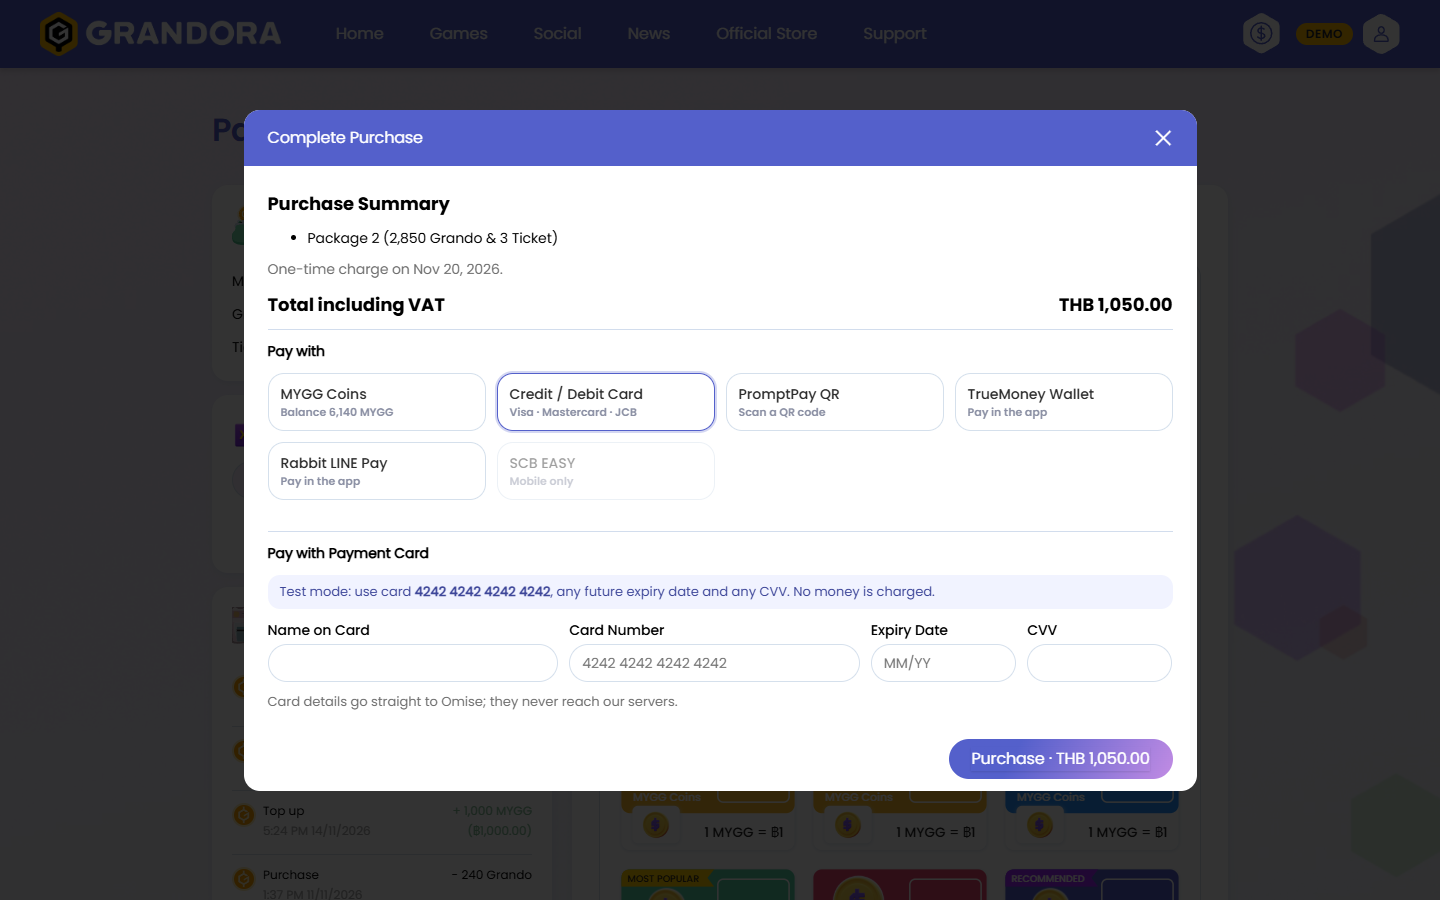 GRANDORA
Home Games Social News Official Store Support
DEMO
Complete Purchase
Purchase Summary
• Package 2 (2,850 Grando & 3 Ticket)
One-time charge on Nov 20, 2026.
Total including VAT THB 1,050.00
Pay with
MYGG Coins
Balance 6,140 MYGG
Credit / Debit Card
Visa · Mastercard · JCB
PromptPay QR
Scan a QR code
TrueMoney Wallet
Pay in the app
Rabbit LINE Pay
Pay in the app
SCB EASY
Mobile only
Pay with Payment Card
Test mode: use card 4242 4242 4242 4242, any future expiry date and any CVV. No money is charged.
Name on Card
Card Number
4242 4242 4242 4242
Expiry Date
MM/YY
CVV
Card details go straight to Omise; they never reach our servers.
Purchase · THB 1,050.00
Top up + 1,000 MYGG
5:24 PM 14/11/2026 (฿1,000.00)
Purchase - 240 Grando
1:37 PM 11/11/2026
MYGG Coins MYGG Coins MYGG Coins
1 MYGG = ฿1 1 MYGG = ฿1 1 MYGG = ฿1
MOST POPULAR RECOMMENDED